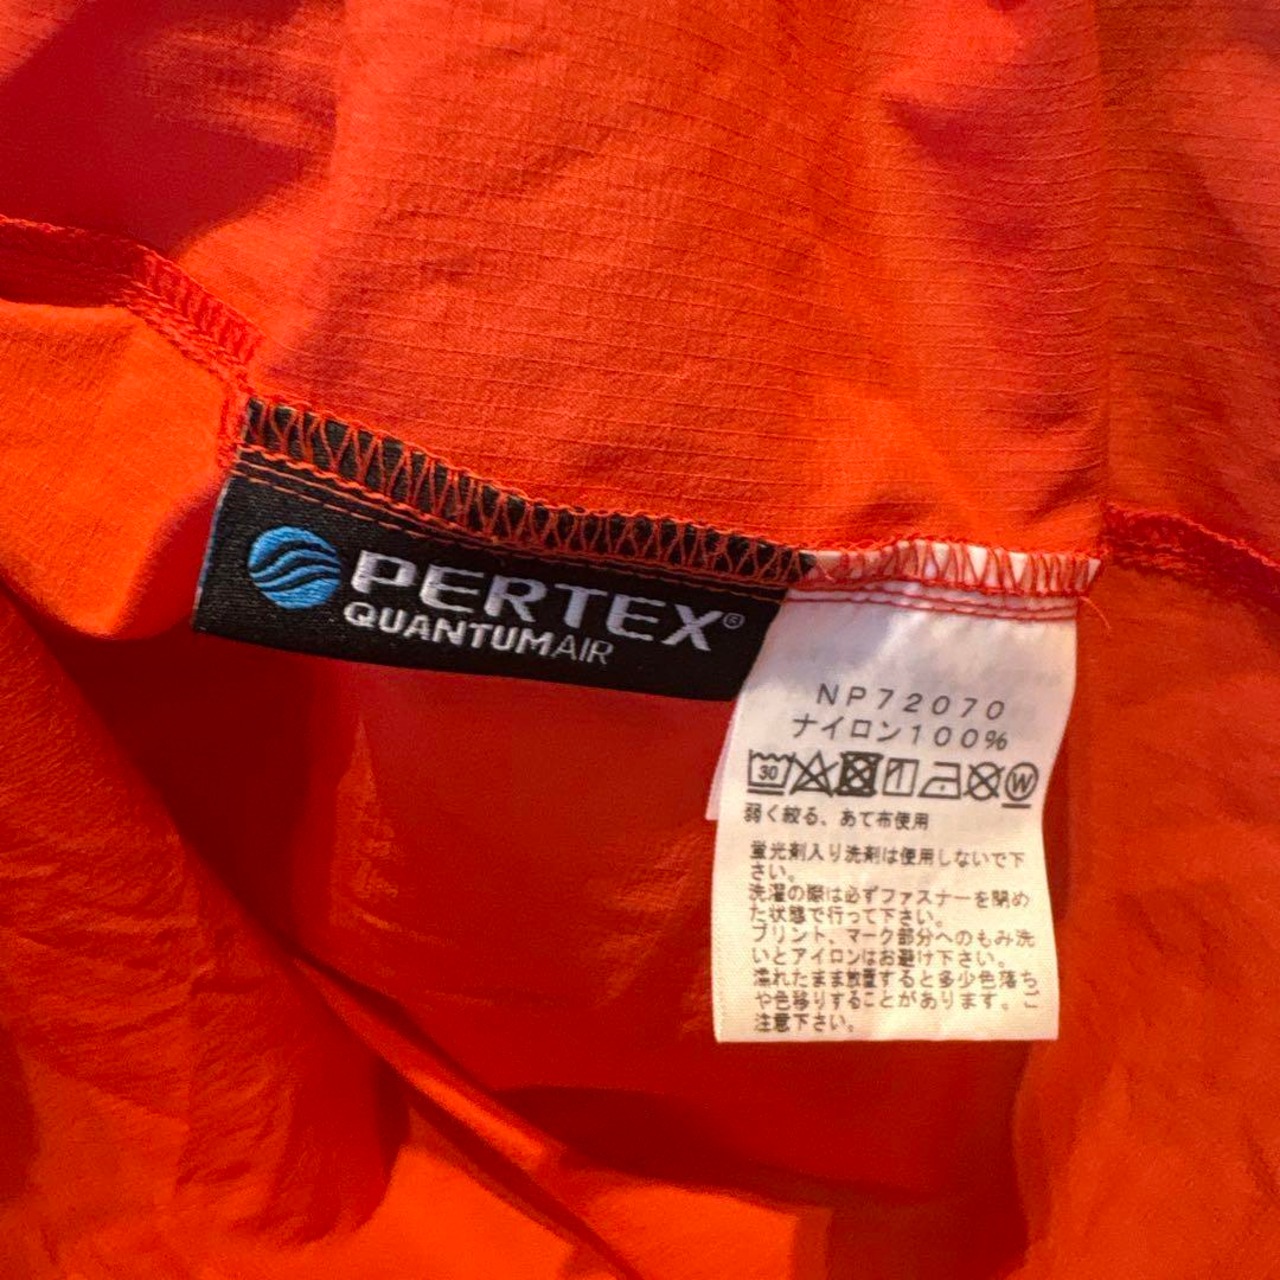 PERTEX®
QUANTUMAIR
NP72070
ナイロン100%
30
W
弱く絞る、あて布使用
蛍光剤入り洗剤は使用しないで下
さい。
洗濯の際は必ずファスナーを閉め
た状態で行って下さい。
プリント、マーク部分へのもみ洗
いとアイロンはお避け下さい。
濡れたまま放置すると多少色落ち
や色移りすることがあります。ご
注意下さい。